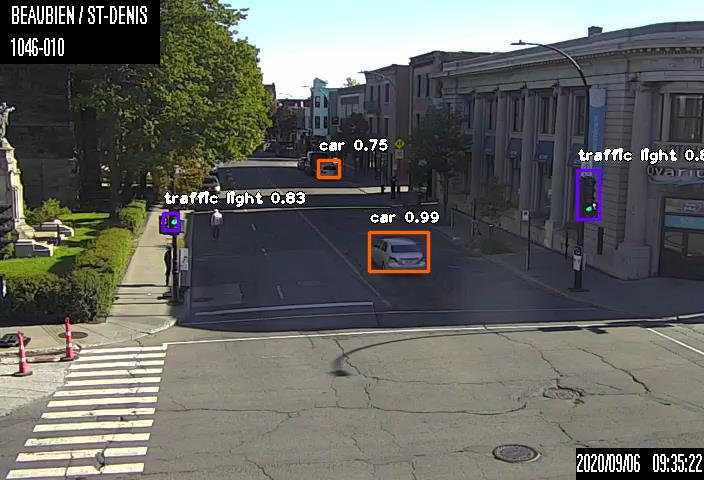 BEAUBIEN / ST-DENIS
1046-010
car 0.75
traffic light 0.8
traffic light 0.83
car 0.99
2020/09/06 09:35:22